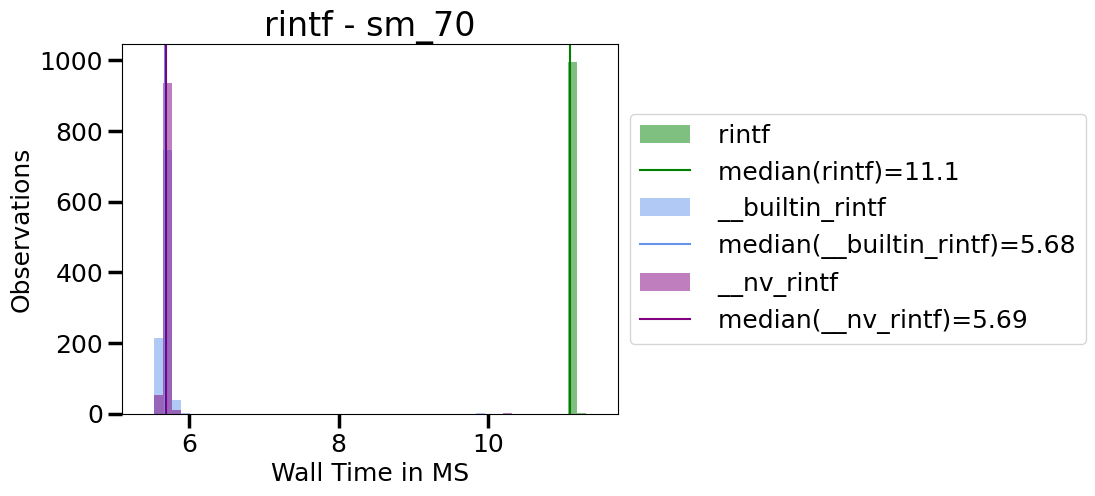 rintf - sm_70
Observations
1000
800
600
400
200
0
6
8
10
Wall Time in MS
rintf
median(rintf)=11.1
__builtin_rintf
median(__builtin_rintf)=5.68
__nv_rintf
median(__nv_rintf)=5.69